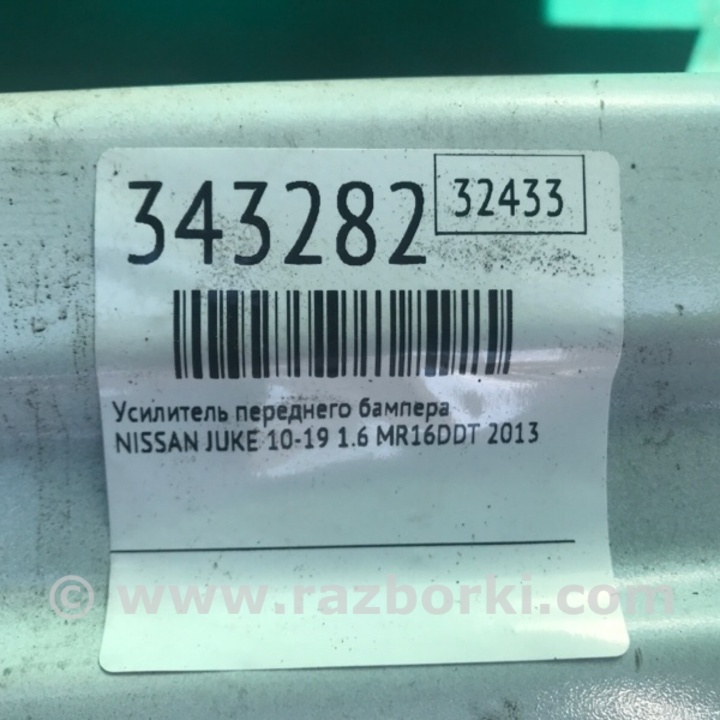 343282
32433
Усилитель переднего бампера
NISSAN JUKE 10-19 1.6 MR16DDT 2013
© www.razborki.com